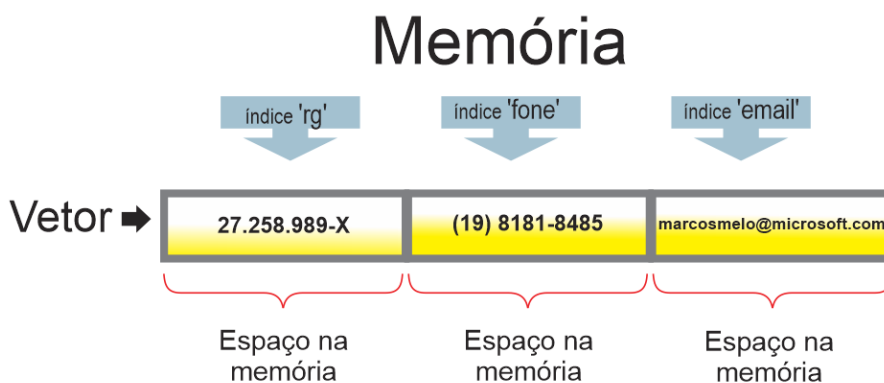 Memória
índice 'rg'
índice 'fone'
índice 'email'
Vetor
27.258.989-X
(19) 8181-8485
marcosmelo@microsoft.com
Espaço na
memória
Espaço na
memória
Espaço na
memória